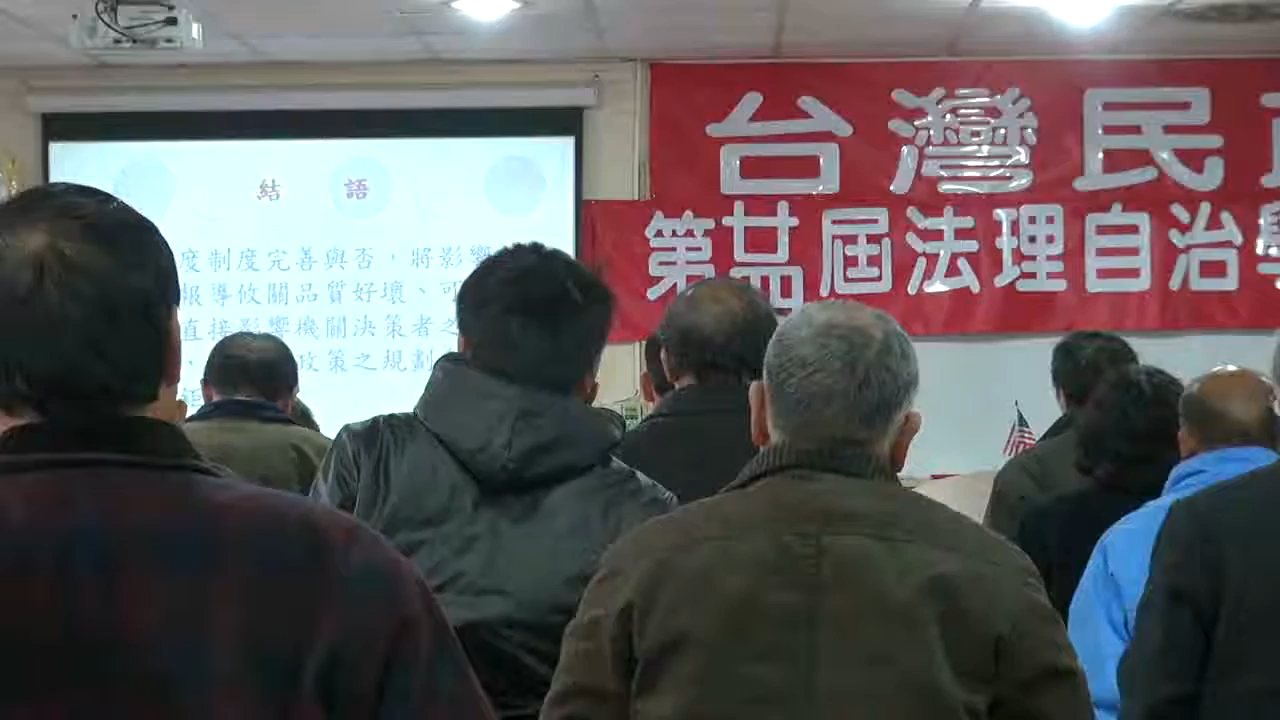 結語
度制度完善與否，將影響
報導攸關品質好壞、可
直接影響機關決策者之
、政策之規劃
台灣民
第廿四屆法理自治學